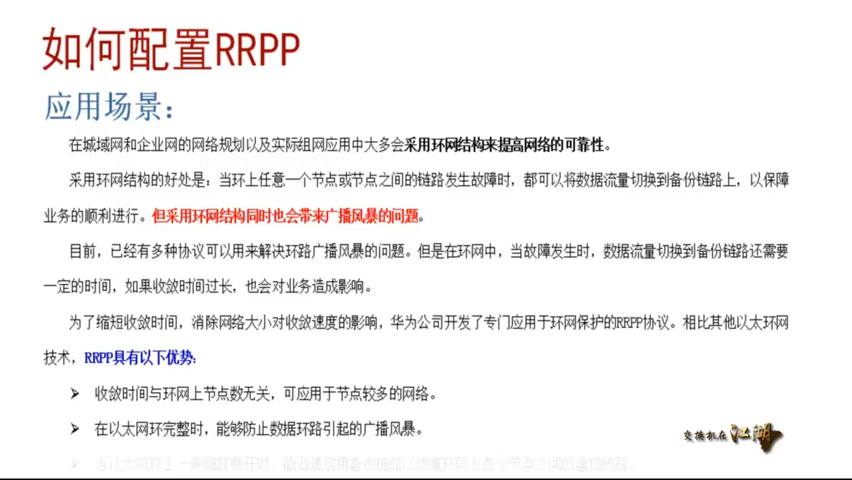 如何配置RRPP
应用场景：
在城域网和企业网的网络规划以及实际组网应用中大多会采用环网结构来提高网络的可靠性。
采用环网结构的好处是：当环上任意一个节点或节点之间的链路发生故障时，都可以将数据流量切换到备份链路上，以保障
业务的顺利进行。但采用环网结构同时也会带来广播风暴的问题。
目前，已经有多种协议可以用来解决环路广播风暴的问题。但是在环网中，当故障发生时，数据流量切换到备份链路还需要
一定的时间，如果收敛时间过长，也会对业务造成影响。
为了缩短收敛时间，消除网络大小对收敛速度的影响，华为公司开发了专门应用于环网保护的RRPP协议。相比其他以太环网
技术，RRPP具有以下优势：
➤ 收敛时间与环网上节点数无关，可应用于节点较多的网络。
➤ 在以太网环完整时，能够防止数据环路引起的广播风暴。
交换机在江湖